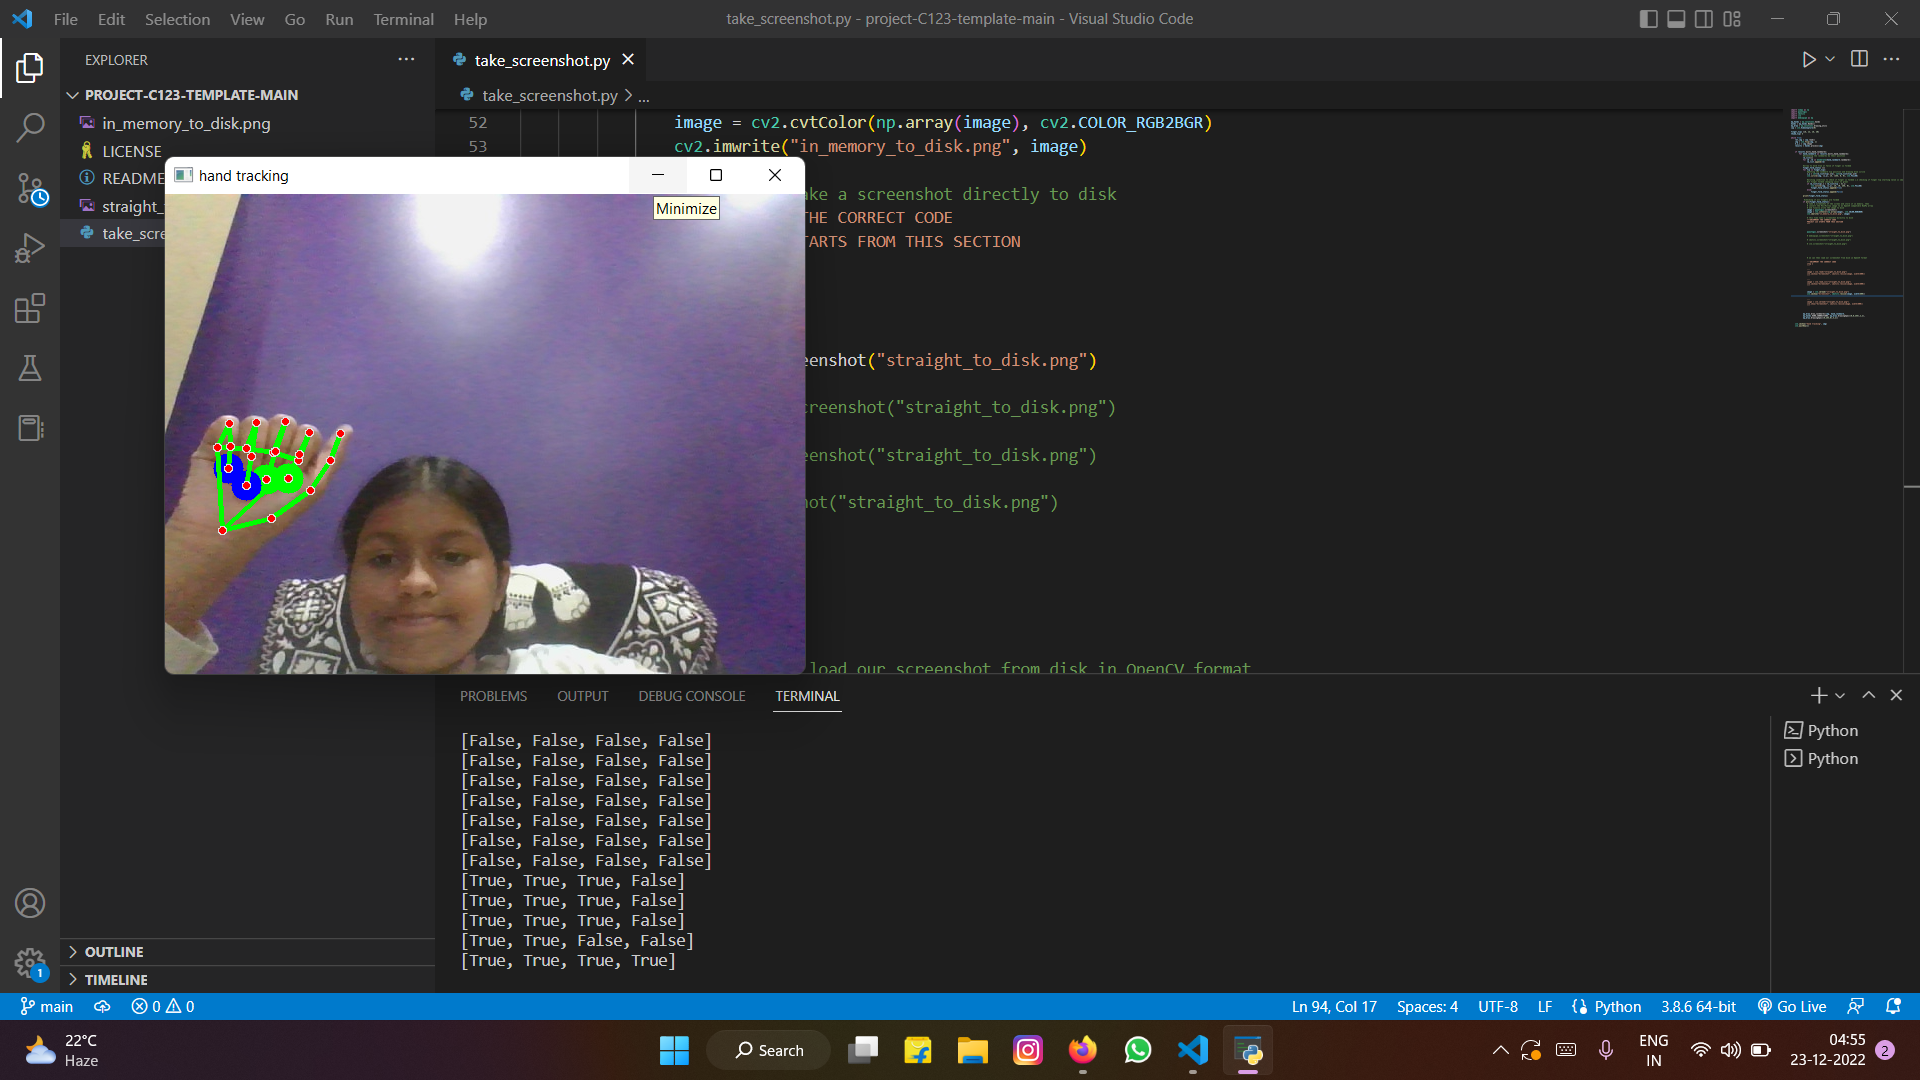 File Edit Selection View Go Run Terminal Help
take_screenshot.py - project-C123-template-main - Visual Studio Code
EXPLORER
PROJECT-C123-TEMPLATE-MAIN
in_memory_to_disk.png
LICENSE
README
straight_
take_scre
OUTLINE
TIMELINE
take_screenshot.py
take_screenshot.py > ...
52 image = cv2.cvtColor(np.array(image), cv2.COLOR_RGB2BGR)
53 cv2.imwrite("in_memory_to_disk.png", image)
ake a screenshot directly to disk
THE CORRECT CODE
TARTS FROM THIS SECTION
eenshot("straight_to_disk.png")
creenshot("straight_to_disk.png")
eenshot("straight_to_disk.png")
hot("straight_to_disk.png")
load our screenshot from disk in OpenCV format
hand tracking
Minimize
PROBLEMS OUTPUT DEBUG CONSOLE TERMINAL
[False, False, False, False]
[False, False, False, False]
[False, False, False, False]
[False, False, False, False]
[False, False, False, False]
[False, False, False, False]
[False, False, False, False]
[True, True, True, False]
[True, True, True, False]
[True, True, True, False]
[True, True, False, False]
[True, True, True, True]
Python
Python
1
main 0 0 Ln 94, Col 17 Spaces: 4 UTF-8 LF Python 3.8.6 64-bit Go Live
22°C
Haze
Search
ENG
IN
04:55
23-12-2022
2